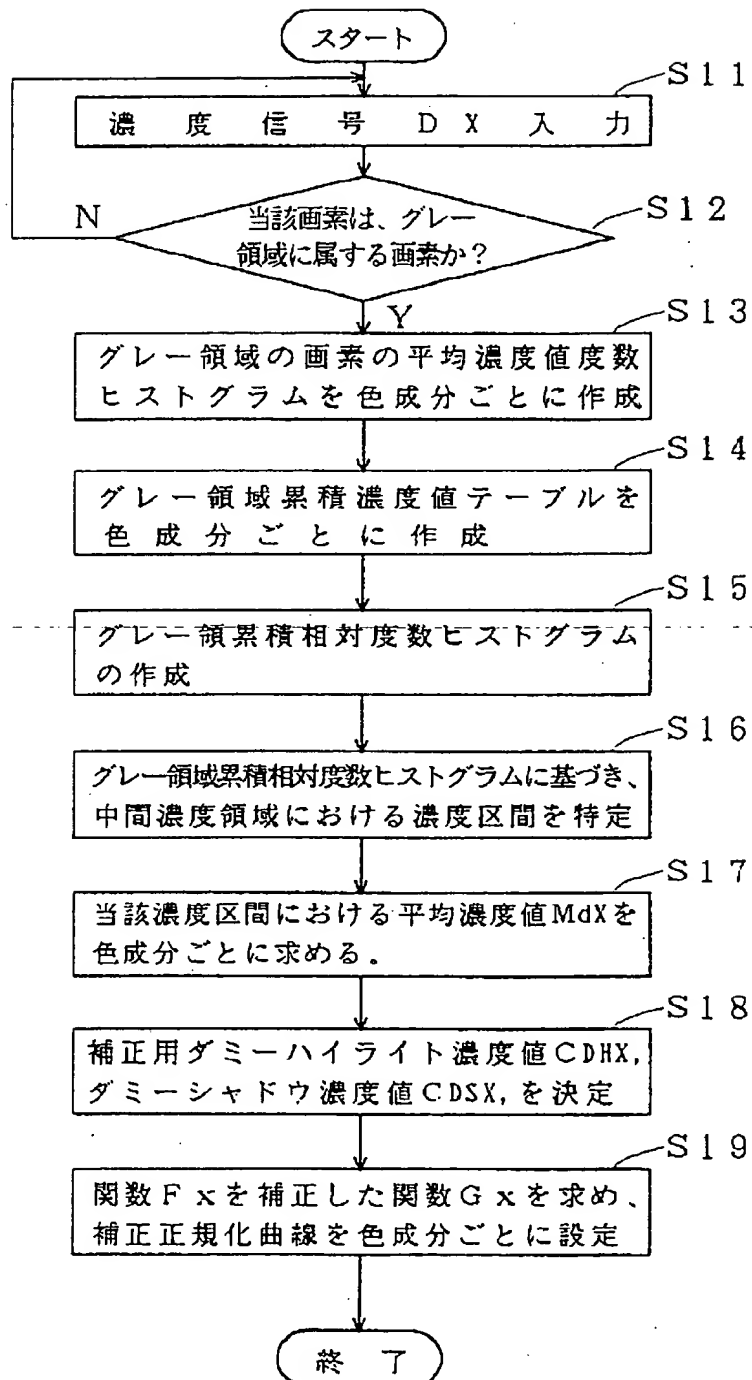 スタート
S11
濃度信号DX入力
S12
N
当該画素は、グレー
領域に属する画素か？
Y
S13
グレー領域の画素の平均濃度値度数
ヒストグラムを色成分ごとに作成
S14
グレー領域累積濃度値テーブルを
色成分ごとに作成
S15
グレー領累積相対度数ヒストグラム
の作成
S16
グレー領域累積相対度数ヒストグラムに基づき、
中間濃度領域における濃度区間を特定
S17
当該濃度区間における平均濃度値MdXを
色成分ごとに求める。
S18
補正用ダミーハイライト濃度値CDHX,
ダミーシャドウ濃度値CDSX,を決定
S19
関数Fxを補正した関数Gxを求め、
補正正規化曲線を色成分ごとに設定
終了